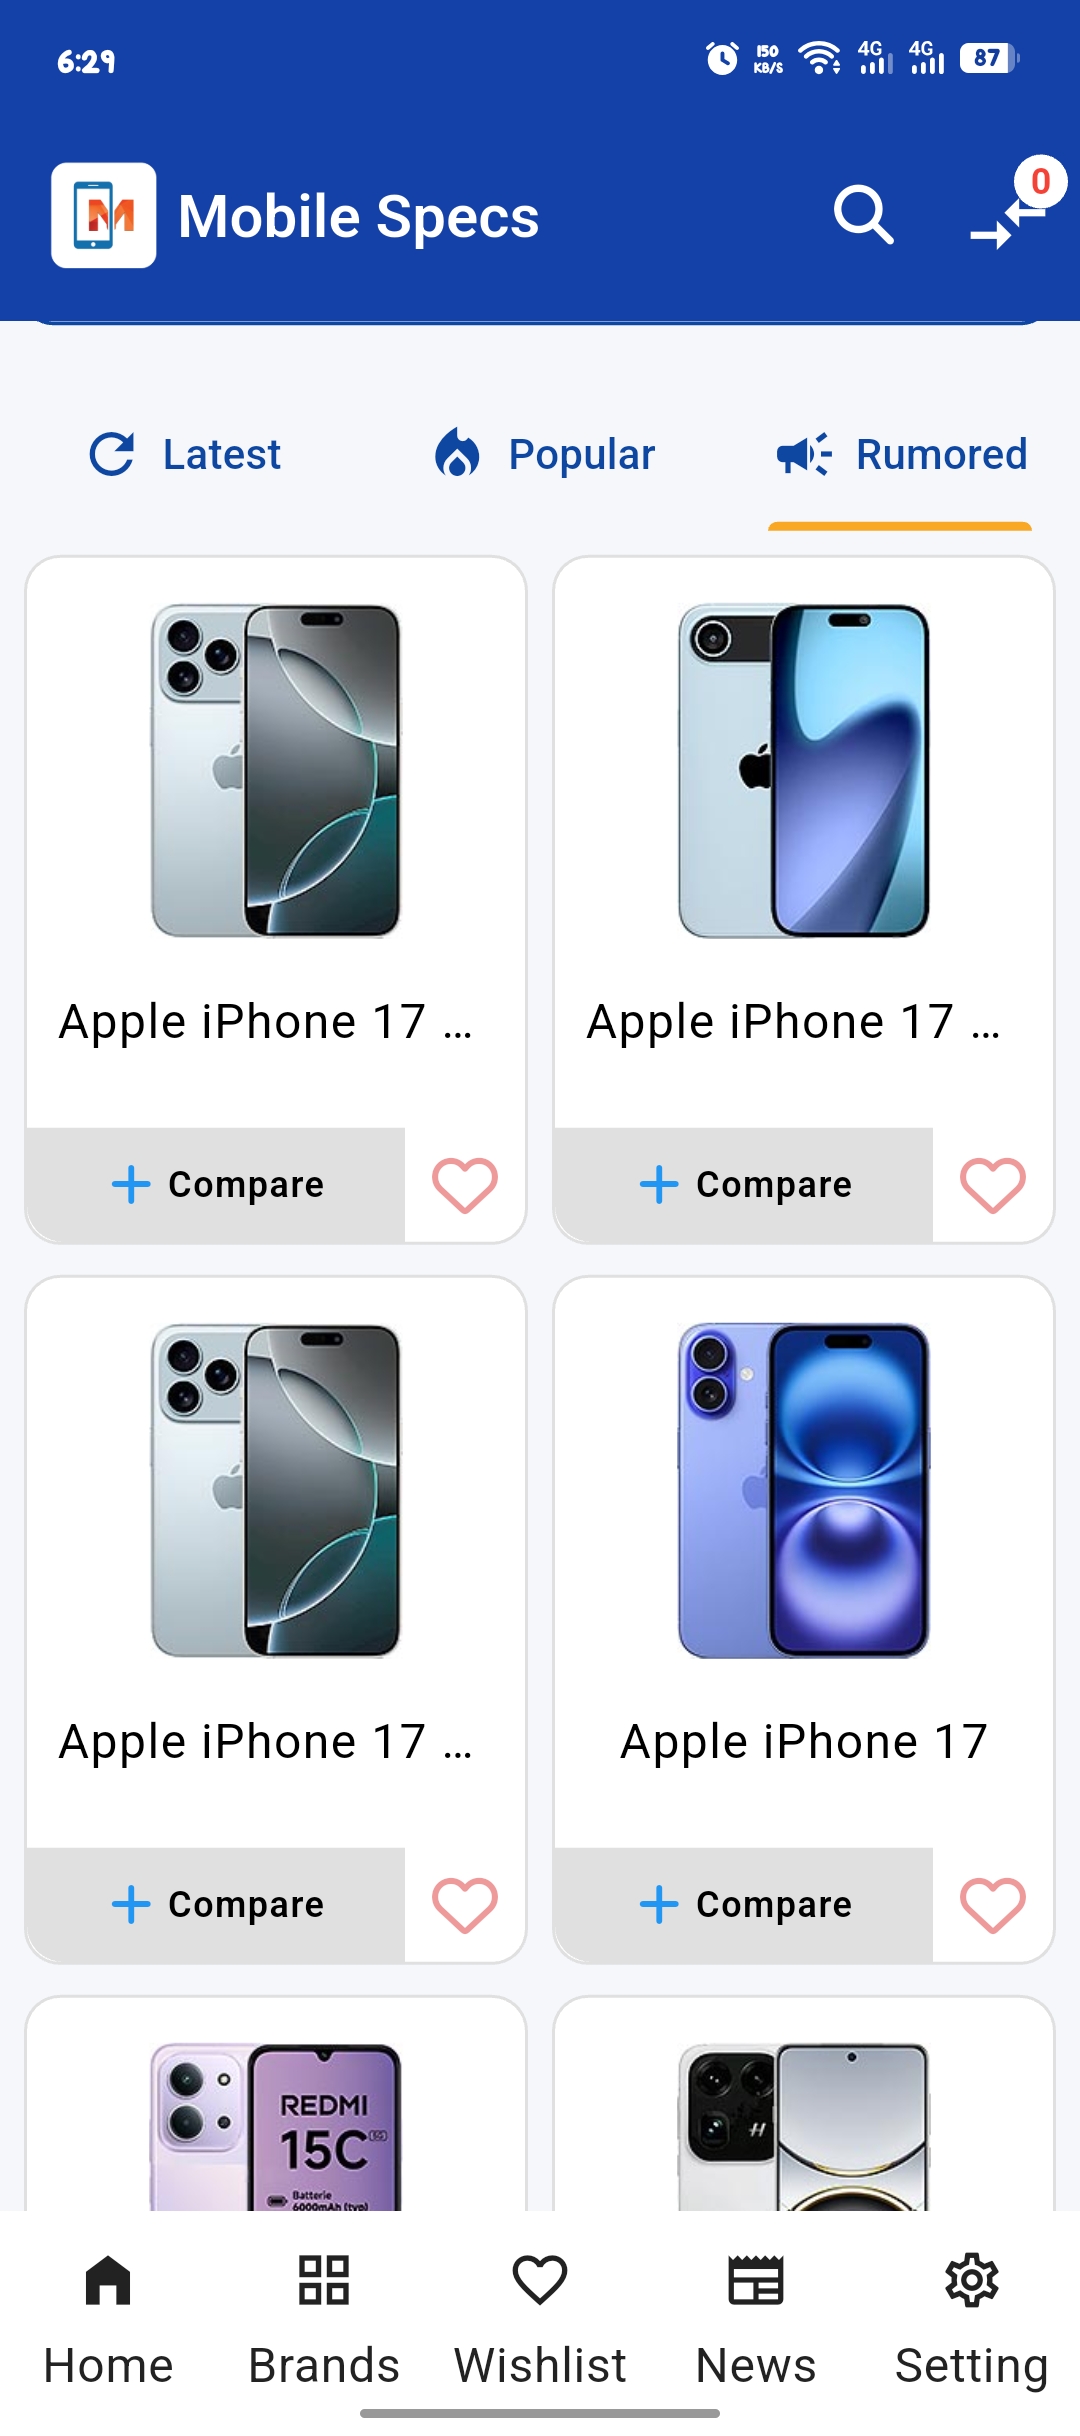 6:29
150 KB/S
4G 4G 87
M Mobile Specs
0
Latest Popular Rumored
Apple iPhone 17 ...
Apple iPhone 17 ...
+ Compare
+ Compare
Apple iPhone 17 ...
Apple iPhone 17
+ Compare
+ Compare
REDMI
15C 5G
Batterie
6000mAh (typ)
H
Home Brands Wishlist News Setting